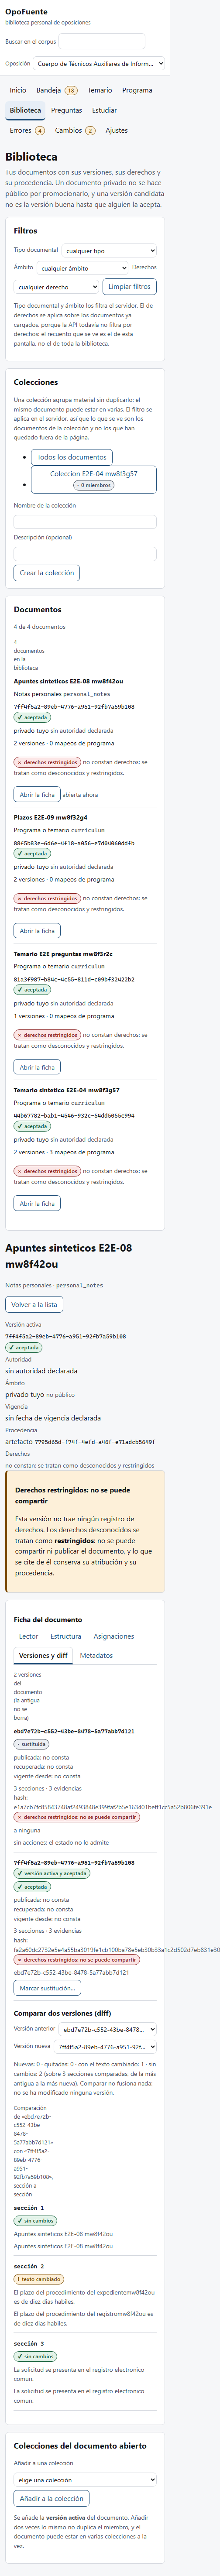 OpoFuente
biblioteca personal de oposiciones
Buscar en el corpus
Oposición Cuerpo de Técnicos Auxiliares de Inform...
Inicio Bandeja 18 Temario Programa
Biblioteca Preguntas Estudiar
Errores 4 Cambios 2 Ajustes
Biblioteca
Tus documentos con sus versiones, sus derechos y
su procedencia. Un documento privado no se hace
público por promocionarlo, y una versión candidata
no es la versión buena hasta que alguien la acepta.
Filtros
Tipo documental cualquier tipo
Ámbito cualquier ámbito Derechos
cualquier derecho Limpiar filtros
Tipo documental y ámbito los filtra el servidor. El de
derechos se aplica sobre los documentos ya
cargados, porque la API todavía no filtra por
derechos: el recuento que se ve es el de esta
pantalla, no el de toda la biblioteca.
Colecciones
Una colección agrupa material sin duplicarlo: el
mismo documento puede estar en varias. El filtro se
aplica en el servidor, así que lo que se ve son los
documentos de la colección y no los que han
quedado fuera de la página.
Todos los documentos
Coleccion E2E-04 mw8f3g57
◦ 0 miembros
Nombre de la colección
Descripción (opcional)
Crear la colección
Documentos
4 de 4 documentos
4
documentos
en la
biblioteca
Apuntes sinteticos E2E-08 mw8f42ou
Notas personales personal_notes
7ff4f5a2-89eb-4776-a951-92fb7a59b108
✓ aceptada
privado tuyo sin autoridad declarada
2 versiones · 0 mapeos de programa
derechos restringidos no constan derechos: se
tratan como desconocidos y restringidos.
Abrir la ficha abierta ahora
Plazos E2E-09 mw8f32g4
Programa o temario curriculum
✓ aceptada
privado tuyo sin autoridad declarada
2 versiones · 0 mapeos de programa
derechos restringidos no constan derechos: se
tratan como desconocidos y restringidos.
Abrir la ficha
Temario E2E preguntas mw8f3r2c
Programa o temario curriculum
81a3f987-b84c-4c55-811d-c09bf32422b2
✓ aceptada
privado tuyo sin autoridad declarada
1 versiones · 0 mapeos de programa
derechos restringidos no constan derechos: se
tratan como desconocidos y restringidos.
Abrir la ficha
Temario sintetico E2E-04 mw8f3g57
Programa o temario curriculum
44b67782-bab1-4546-932c-54dd5055c994
✓ aceptada
privado tuyo sin autoridad declarada
2 versiones · 3 mapeos de programa
derechos restringidos no constan derechos: se
tratan como desconocidos y restringidos.
Abrir la ficha
Apuntes sinteticos E2E-08
mw8f42ou
Notas personales · personal_notes
Volver a la lista
Versión activa
7ff4f5a2-89eb-4776-a951-92fb7a59b108
✓ aceptada
Autoridad
sin autoridad declarada
Ámbito
privado tuyo no público
Vigencia
sin fecha de vigencia declarada
Procedencia
artefacto 7795d65d-f74f-4efd-a46f-e71adcb5649f
Derechos
no constan: se tratan como desconocidos y restringidos
Derechos restringidos: no se puede
compartir
Esta versión no trae ningún registro de
derechos. Los derechos desconocidos se
tratan como restringidos: no se puede
compartir ni publicar el documento, y lo que
se cite de él conserva su atribución y su
procedencia.
Ficha del documento
Lector Estructura Asignaciones
Versiones y diff Metadatos
2 versiones
del
documento
(la antigua
no se
borra)
ebd7e72b-c552-43be-8478-5a77abb7d121
◦ sustituida
publicada: no consta
recuperada: no consta
vigente desde: no consta
3 secciones · 3 evidencias
hash:
derechos restringidos: no se puede compartir
a ninguna
sin acciones: el estado no lo admite
7ff4f5a2-89eb-4776-a951-92fb7a59b108
✓ versión activa y aceptada
✓ aceptada
publicada: no consta
recuperada: no consta
vigente desde: no consta
3 secciones · 3 evidencias
hash:
derechos restringidos: no se puede compartir
ebd7e72b-c552-43be-8478-5a77abb7d121
Marcar sustitución...
Comparar dos versiones (diff)
Versión anterior ebd7e72b-c552-43be-8478...
Versión nueva 7ff4f5a2-89eb-4776-a951-92f...
Nuevas: 0 · quitadas: 0 · con el texto cambiado: 1 · sin
cambios: 2 (sobre 3 secciones comparadas, de la más
antigua a la más nueva). Comparar no fusiona nada:
no se ha modificado ninguna versión.
Comparación
de «ebd7e72b-
c552-43be-
8478-
5a77abb7d121»
con «7ff4f5a2-
89eb-4776-
a951-
92fb7a59b108»,
sección a
sección
sección 1
✓ sin cambios
Apuntes sinteticos E2E-08 mw8f42ou
Apuntes sinteticos E2E-08 mw8f42ou
sección 2
! texto cambiado
El plazo del procedimiento del expedientemw8f42ou
es de diez dias habiles.
El plazo del procedimiento del registromw8f42ou es
de diez dias habiles.
sección 3
✓ sin cambios
La solicitud se presenta en el registro electronico
comun.
La solicitud se presenta en el registro electronico
comun.
Colecciones del documento abierto
Añadir a una colección
elige una colección
Añadir a la colección
Se añade la versión activa del documento. Añadir
dos veces lo mismo no duplica el miembro, y el
documento puede estar en varias colecciones a la
vez.